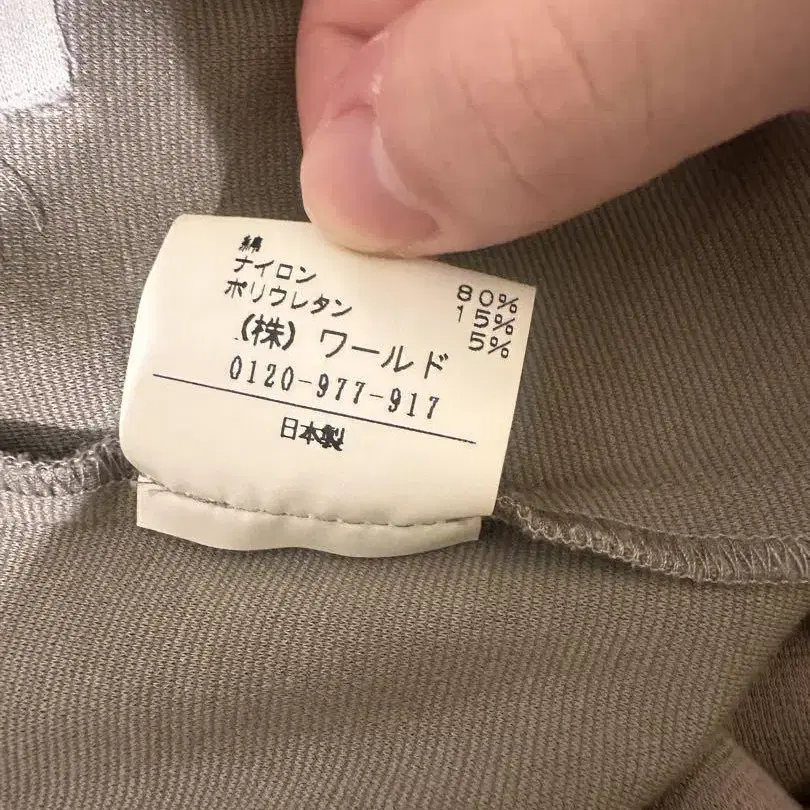 綿 80%
ナイロン 15%
ポリウレタン 5%
(株) ワールド
0120-977-917
日本製